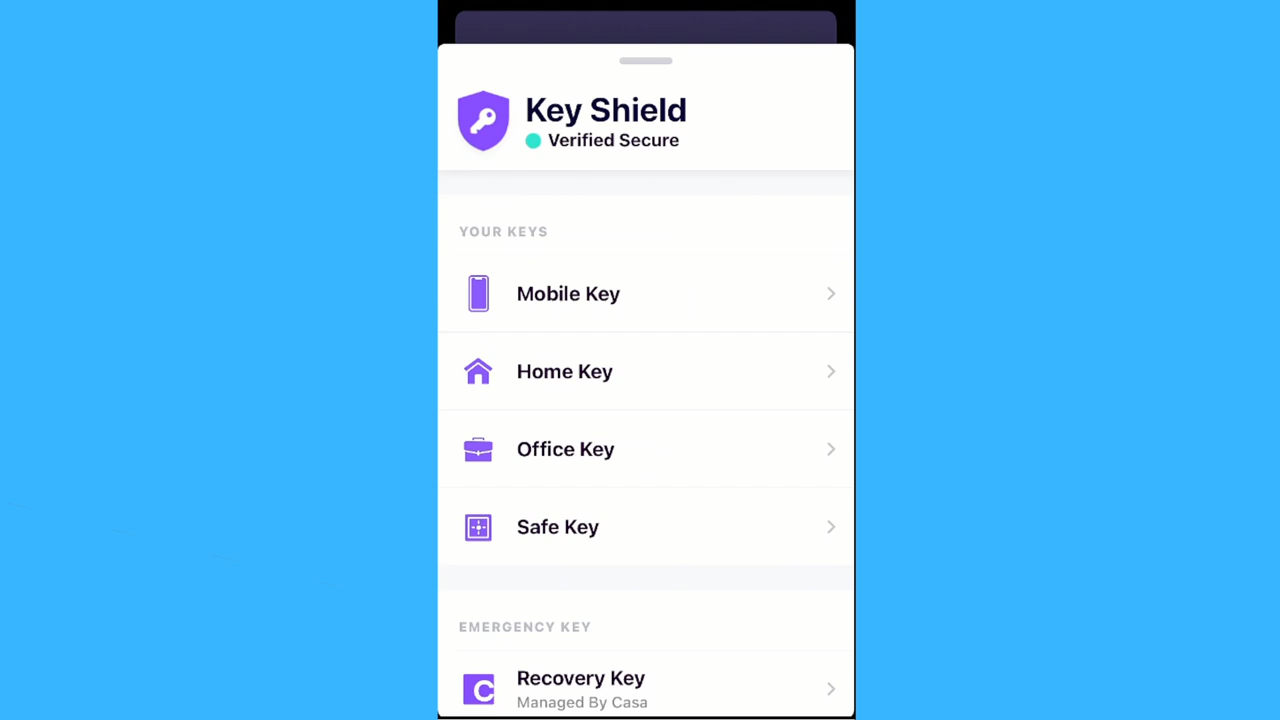 Key Shield
Verified Secure
YOUR KEYS
Mobile Key
Home Key
Office Key
Safe Key
EMERGENCY KEY
C
Recovery Key
Managed By Casa